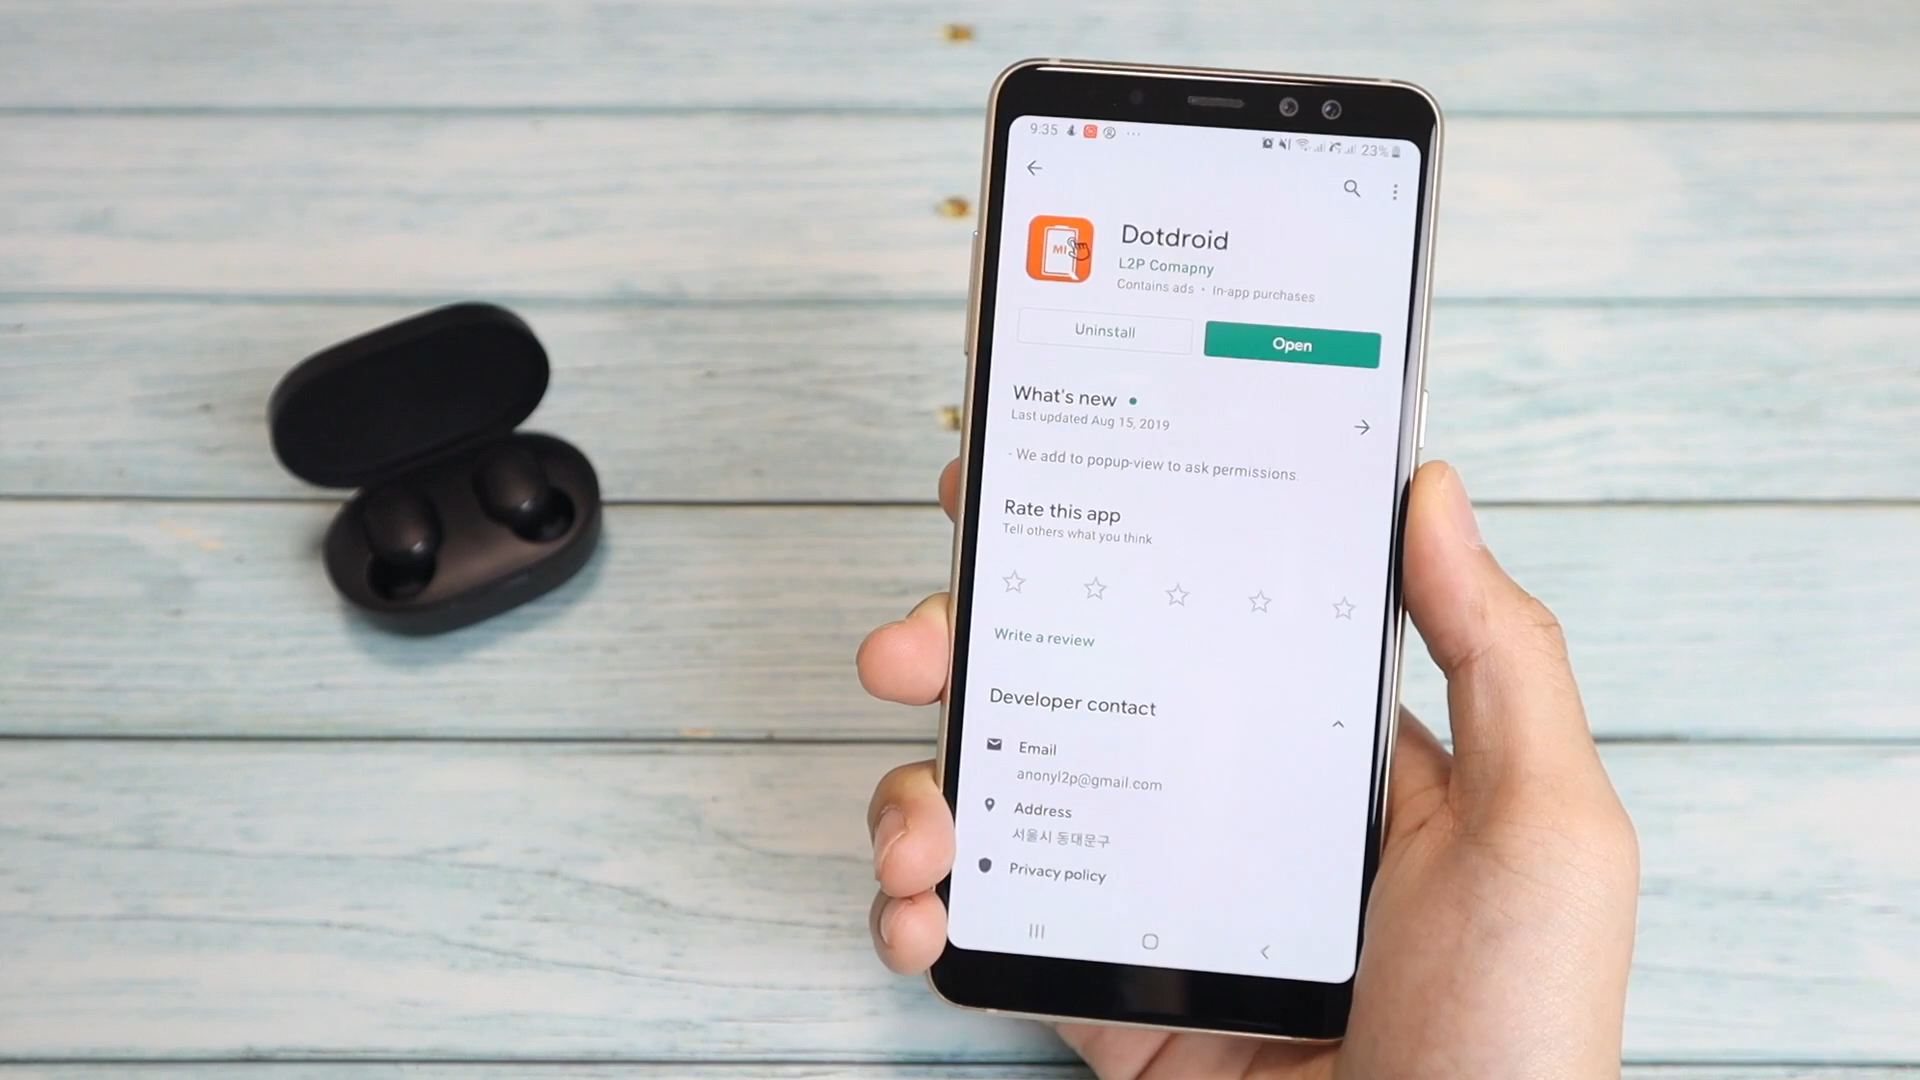 9:35
23%
MI
Dotdroid
L2P Comapny
Contains ads • In-app purchases
Uninstall
Open
What's new
Last updated Aug 15, 2019
- We add to popup-view to ask permissions.
Rate this app
Tell others what you think
Write a review
Developer contact
Email
anonyl2p@gmail.com
Address
서울시 동대문구
Privacy policy